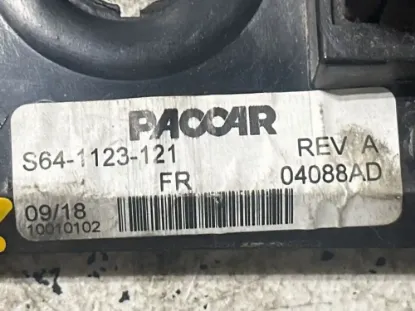 PACCAR
S64-1123-121 REV A
FR 04088AD
09/18
10010102